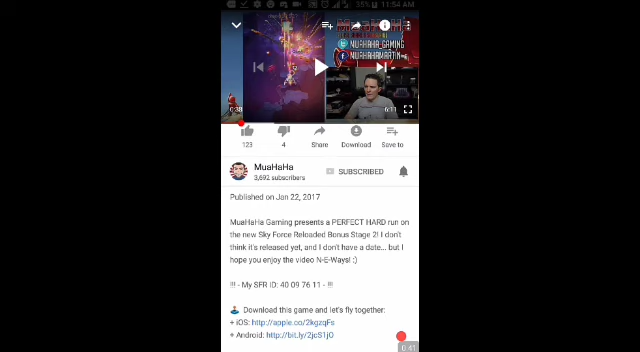 35% 11:54 AM
MuaHaHa
MUAHAHA_GAMING
MUAHAHAMARTIN
0:38
6:11
123
4
Share
Download
Save to
MuaHaHa
3,692 subscribers
SUBSCRIBED
Published on Jan 22, 2017
MuaHaHa Gaming presents a PERFECT HARD run on
the new Sky Force Reloaded Bonus Stage 2! I don't
think it's released yet, and I don't have a date... but I
hope you enjoy the video N-E-Ways! :)
!!! - My SFR ID: 40 09 76 11 - !!!
Download this game and let's fly together:
+ iOS: http://apple.co/2kgzqFs
+ Android: http://bit.ly/2jcS1jO
0:41